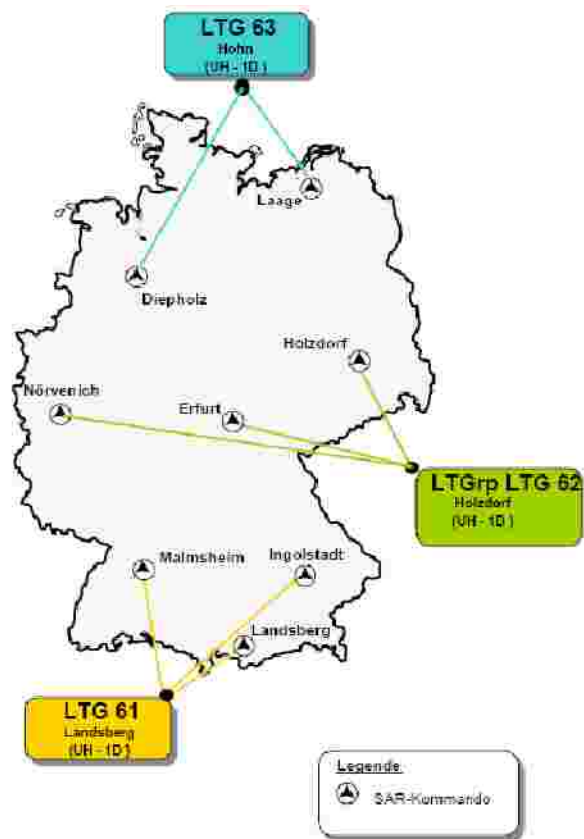 LTG 63
Hohn
(UH - 1D )
Laage
Diepholz
Holzdorf
Nörvenich
Erfurt
LTGrp LTG 62
Holzdorf
(UH - 1D )
Malmsheim
Ingolstadt
Landsberg
LTG 61
Landsberg
(UH - 1D )
Legende
SAR-Kommando